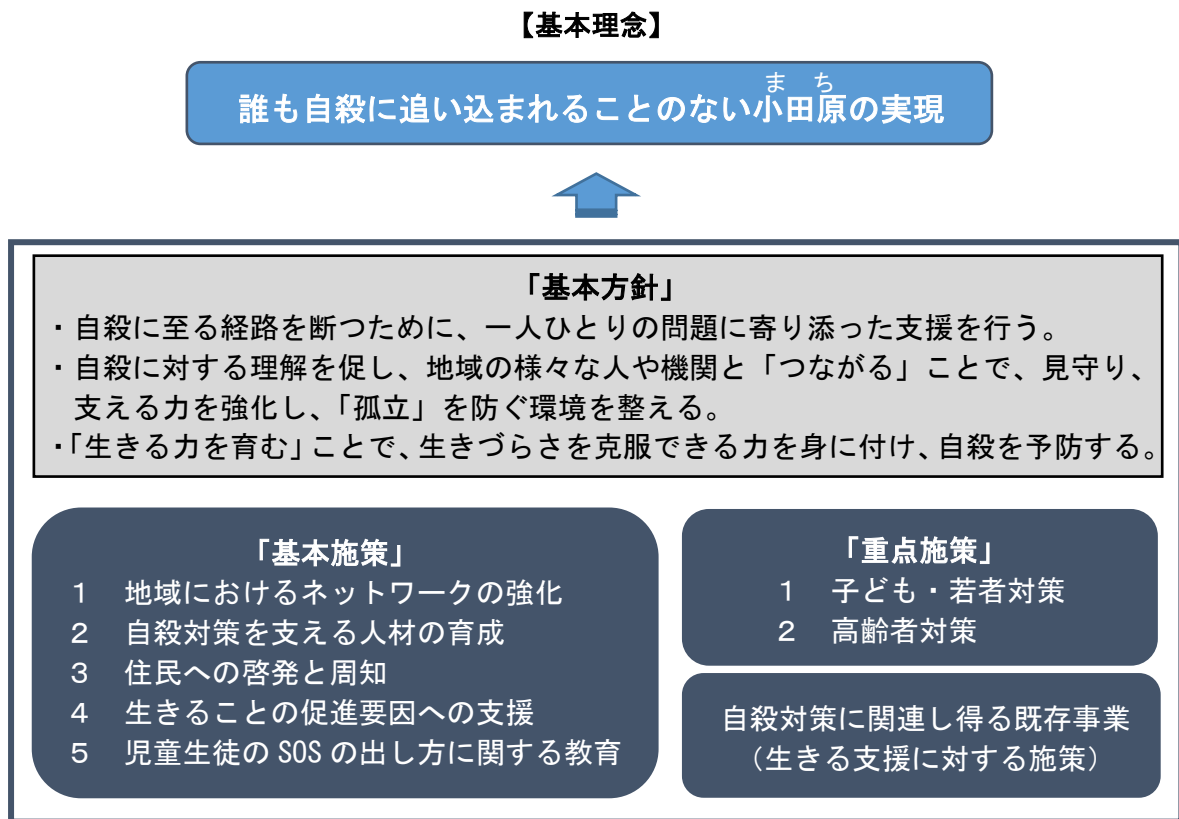 【基本理念】
まち
誰も自殺に追い込まれることのない小田原の実現
「基本方針」
・自殺に至る経路を断つために、一人ひとりの問題に寄り添った支援を行う。
・自殺に対する理解を促し、地域の様々な人や機関と「つながる」ことで、見守り、
支える力を強化し、「孤立」を防ぐ環境を整える。
・「生きる力を育む」ことで、生きづらさを克服できる力を身に付け、自殺を予防する。
「基本施策」
1 地域におけるネットワークの強化
2 自殺対策を支える人材の育成
3 住民への啓発と周知
4 生きることの促進要因への支援
5 児童生徒の SOS の出し方に関する教育
「重点施策」
1 子ども・若者対策
2 高齢者対策
自殺対策に関連し得る既存事業
（生きる支援に対する施策）